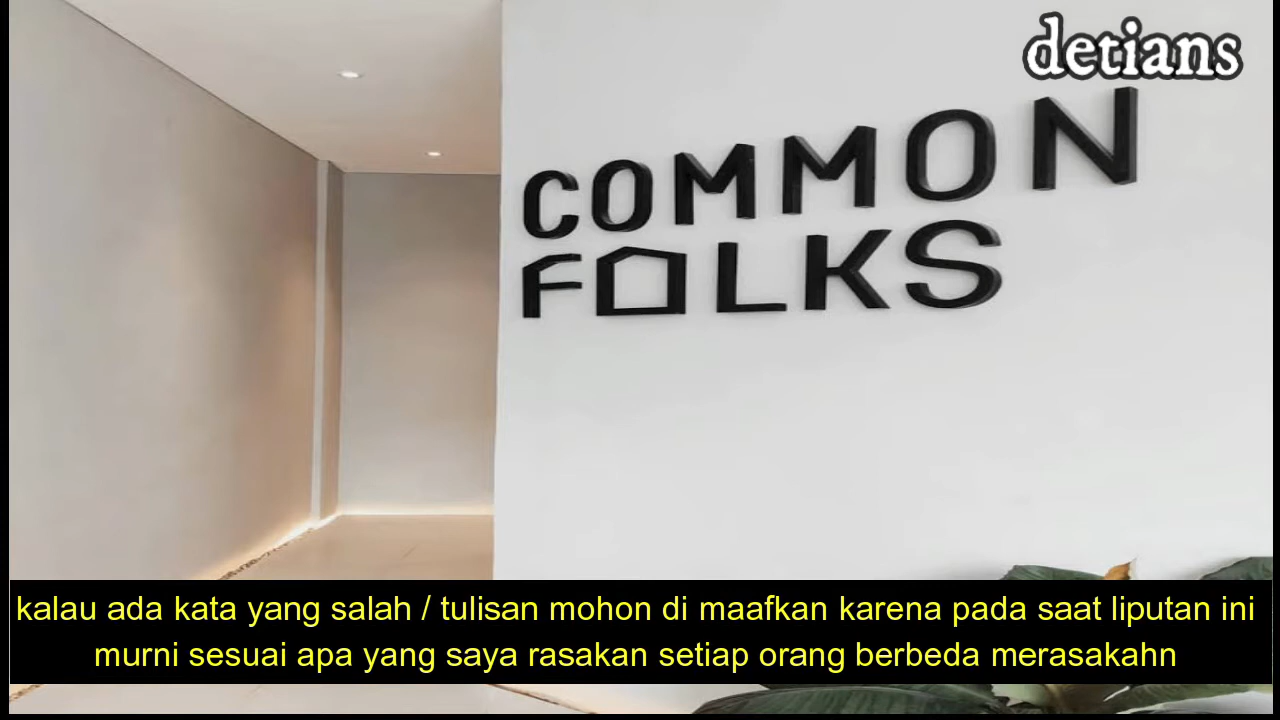 detians
COMMON
FOLKS
kalau ada kata yang salah / tulisan mohon di maafkan karena pada saat liputan ini
murni sesuai apa yang saya rasakan setiap orang berbeda merasakahn